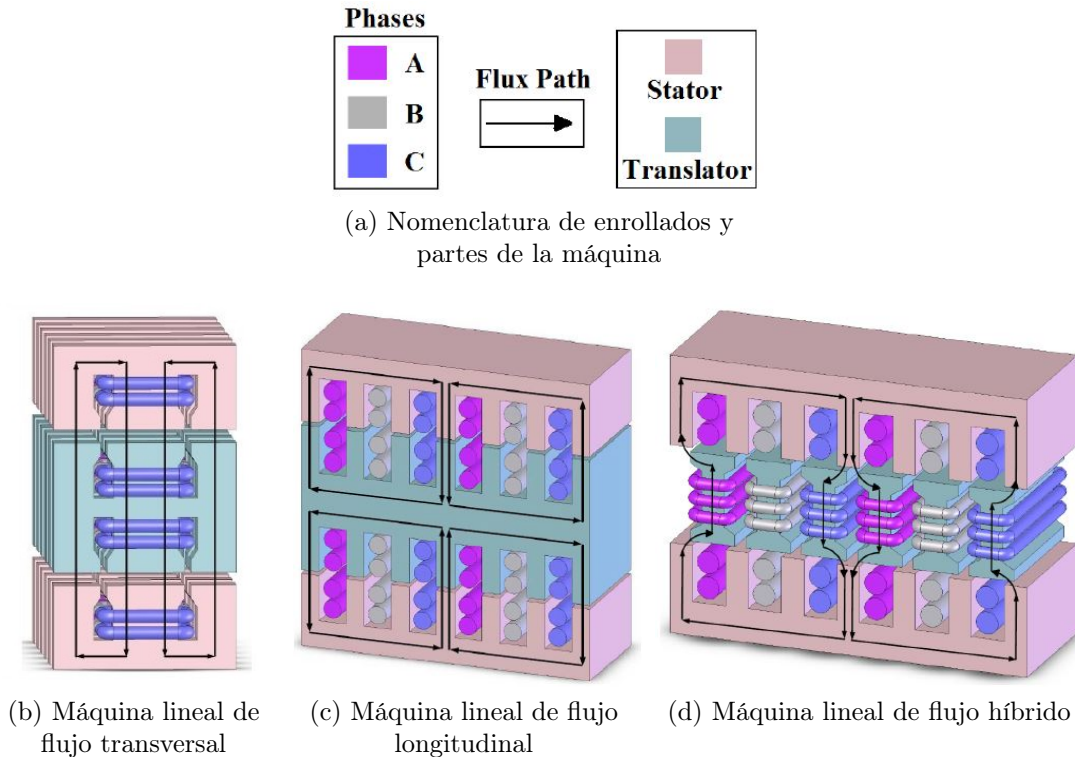 Phases
A
B
C
Flux Path
Stator
Translator
(a) Nomenclatura de enrollados y
partes de la máquina
(b) Máquina lineal de
flujo transversal
(c) Máquina lineal de flujo
longitudinal
(d) Máquina lineal de flujo híbrido